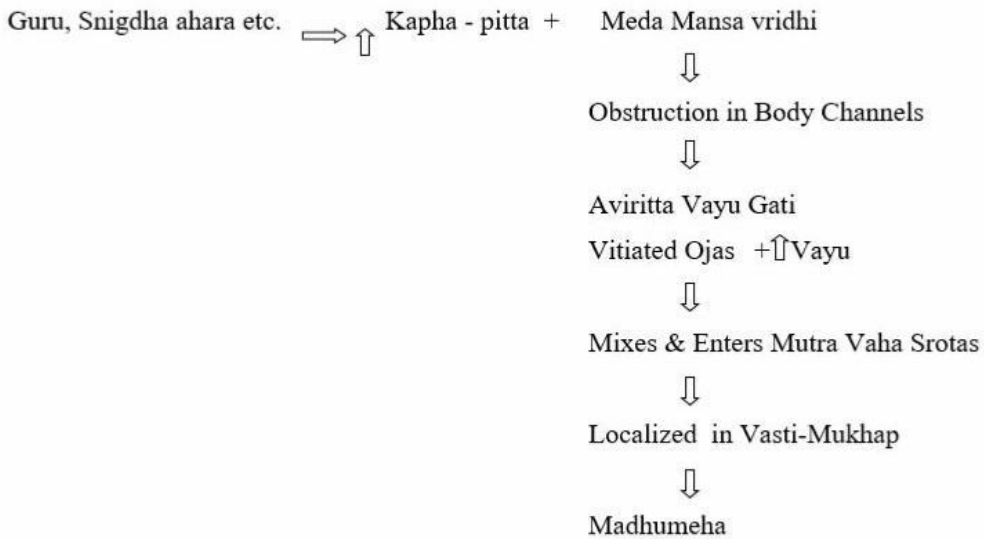 Guru, Snigdha ahara etc. ⇨ ⇧ Kapha - pitta + Meda Mansa vridhi
⇩
Obstruction in Body Channels
⇩
Aviritta Vayu Gati
Vitiated Ojas +⇧Vayu
⇩
Mixes & Enters Mutra Vaha Srotas
⇩
Localized in Vasti-Mukhap
⇩
Madhumeha